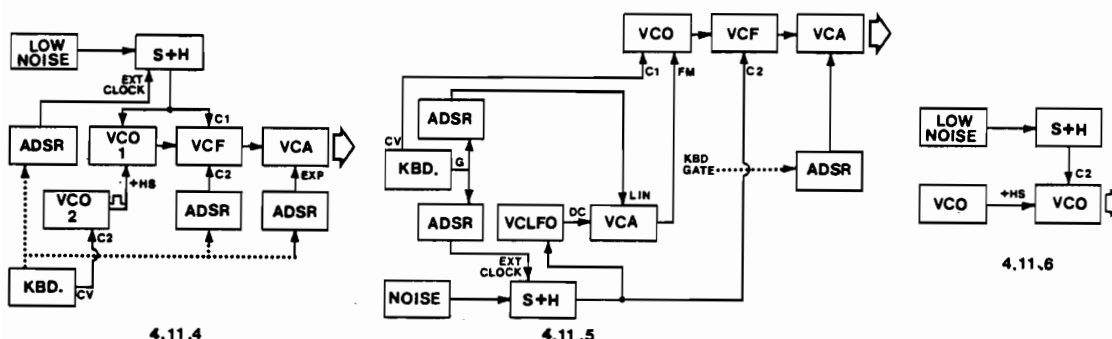 LOW
NOISE
S+H
EXT
CLOCK
ADSR
VCO
1
C1
VCF
VCA
C2
EXP
+HS
VCO
2
ADSR
ADSR
C2
KBD.
CV
4.11.4
VCO
VCF
VCA
C1
FM
C2
ADSR
CV
KBD.
G
KBD
GATE
ADSR
LIN
ADSR
VCLFO
DC
VCA
EXT
CLOCK
NOISE
S+H
4.11.5
LOW
NOISE
S+H
C2
VCO
+HS
VCO
4.11.6